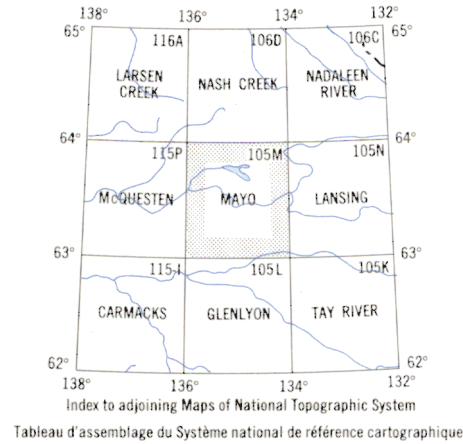 138° 136° 134° 132°
65° 116A 106D 106C 65°
LARSEN CREEK NASH CREEK NADALEEN RIVER
64° 64°
115P 105M 105N
McQUESTEN MAYO LANSING
63° 63°
115-I 105L 105K
CARMACKS GLENLYON TAY RIVER
62° 62°
138° 136° 134° 132°
Index to adjoining Maps of National Topographic System
Tableau d'assemblage du Système national de référence cartographique